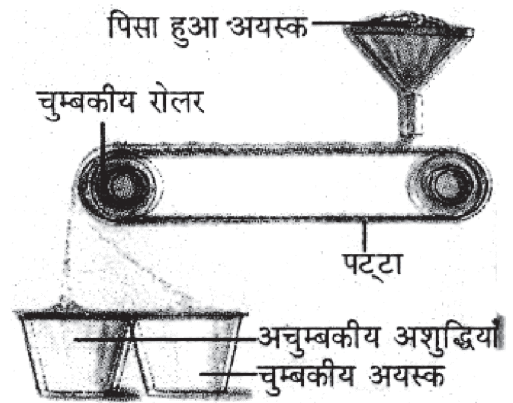 पिसा हुआ अयस्क
चुम्बकीय रोलर
पट्टा
अचुम्बकीय अशुद्धियाँ
चुम्बकीय अयस्क